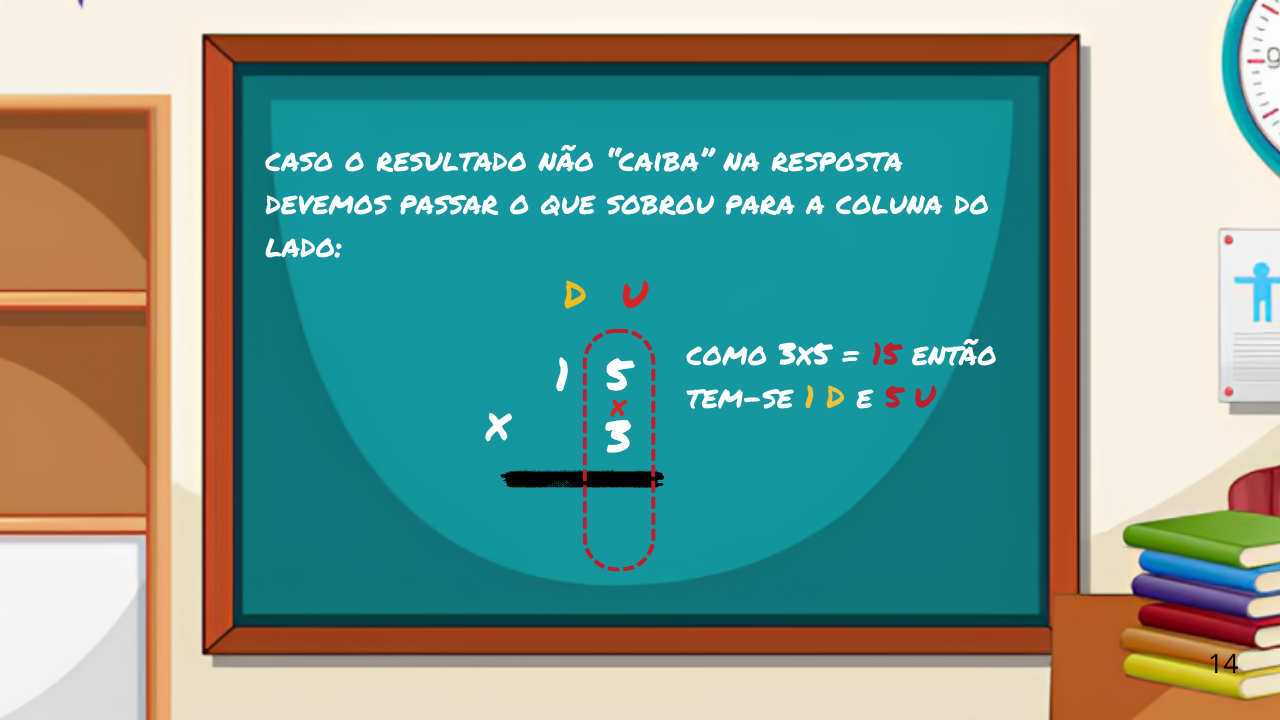 CASO O RESULTADO NÃO "CAIBA" NA RESPOSTA
DEVEMOS PASSAR O QUE SOBROU PARA A COLUNA DO
LADO:
D U
1 5
x
x 3
COMO 3X5 = 15 ENTÃO
TEM-SE 1 D E 5 U
9
14